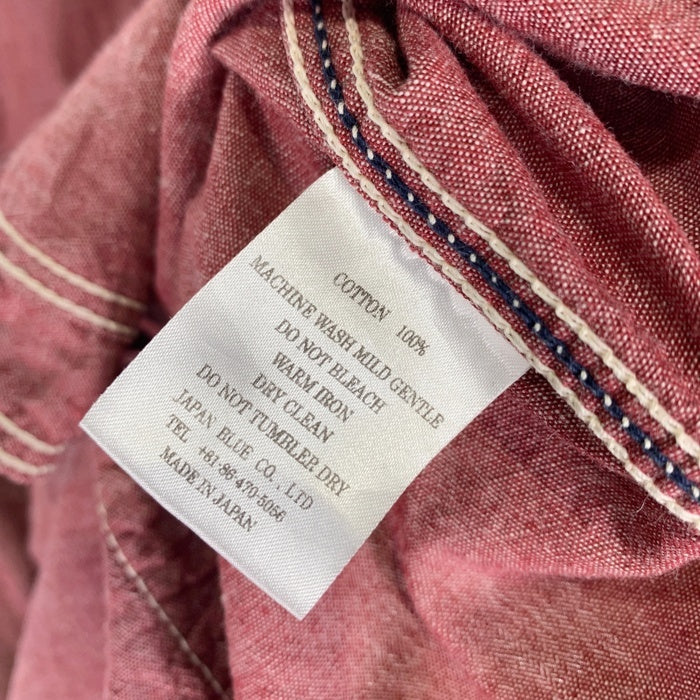 COTTON 100%
MACHINE WASH MILD GENTLE
DO NOT BLEACH
WARM IRON
DRY CLEAN
DO NOT TUMBLER DRY
JAPAN BLUE CO., LTD
TEL +81-86-470-5056
MADE IN JAPAN